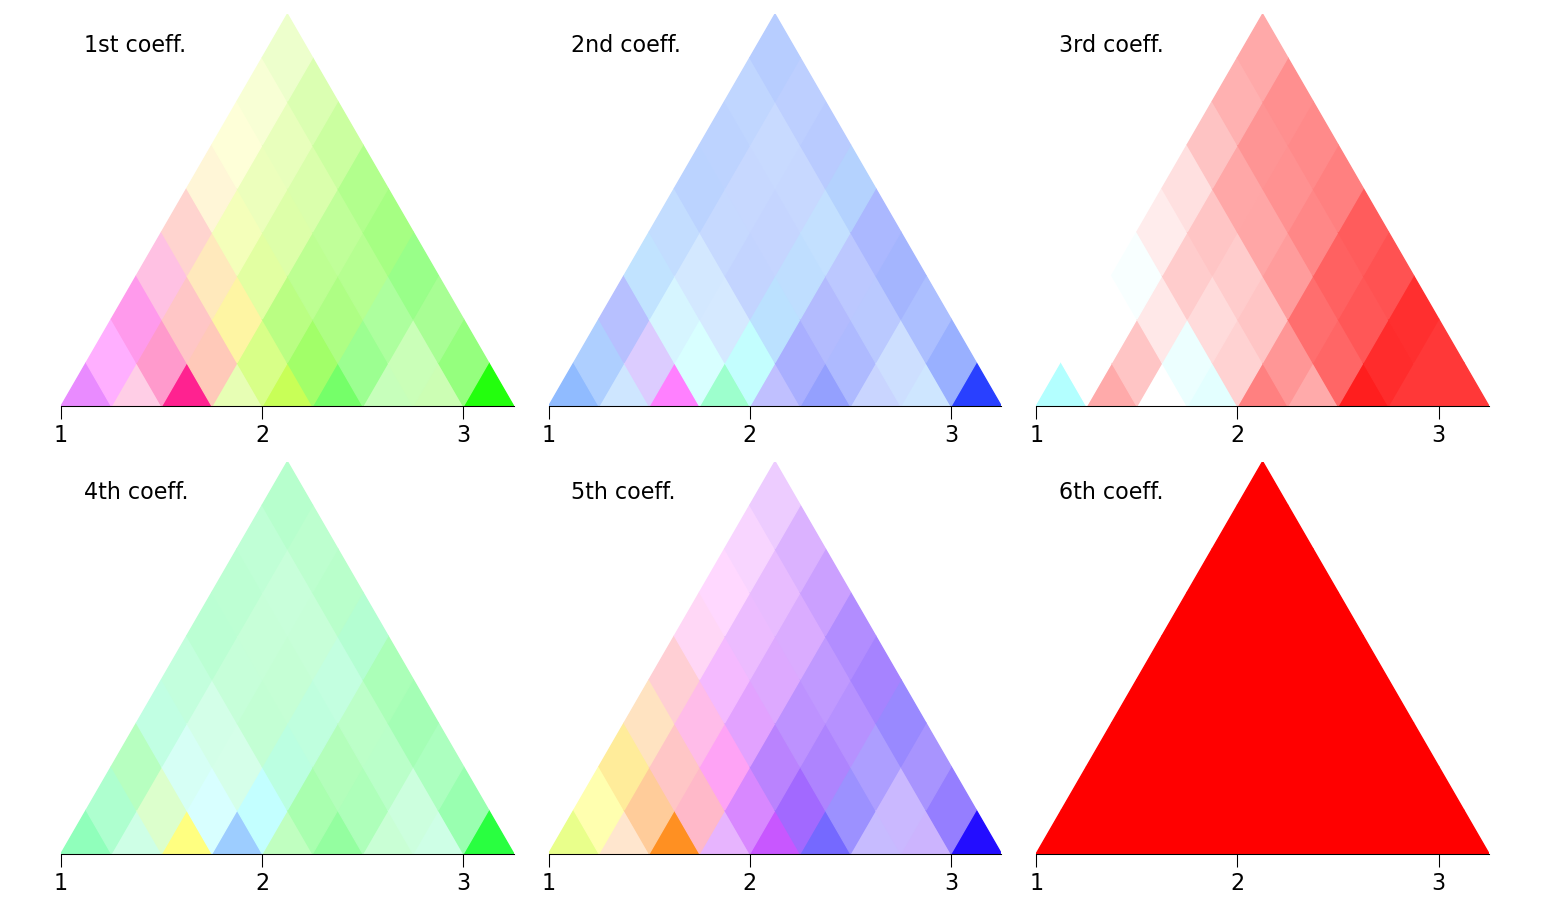 1st coeff.
2nd coeff.
3rd coeff.
1 2 3
1 2 3
1 2 3
4th coeff.
5th coeff.
6th coeff.
1 2 3
1 2 3
1 2 3